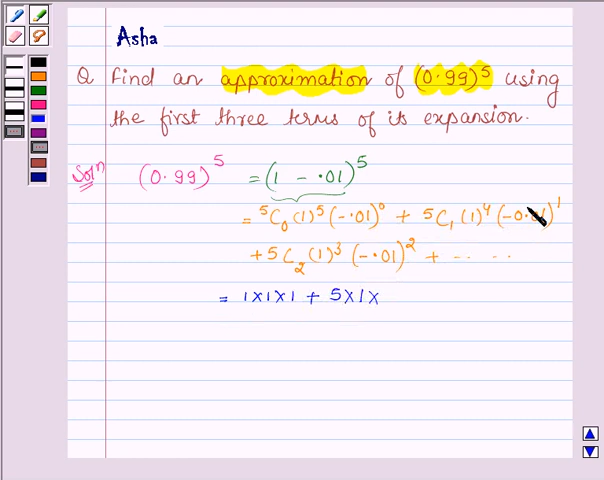 Asha
Q Find an approximation of (0.99)⁵ using
the first three terms of its expansion.
Solⁿ (0.99)⁵ = (1 - .01)⁵
= ⁵C₀ (1)⁵ (-.01)⁰ + 5C₁ (1)⁴ (-0.01)¹
+ 5C₂ (1)³ (-.01)² + - - - - -
= 1×1×1 + 5×1×